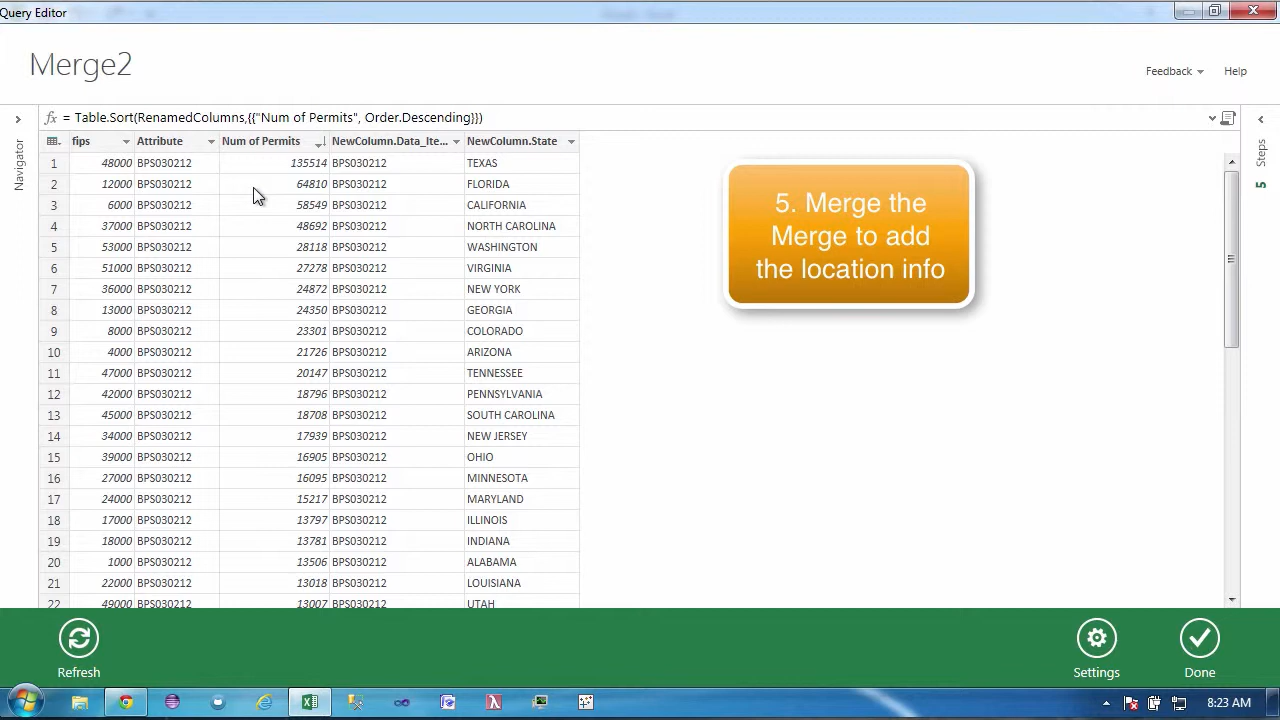 Query Editor
Merge2
Feedback
Help
fx = Table.Sort(RenamedColumns,{{"Num of Permits", Order.Descending}})
Navigator
Steps
5
fips Attribute Num of Permits NewColumn.Data_Ite... NewColumn.State
1 48000 BPS030212 135514 BPS030212 TEXAS
2 12000 BPS030212 64810 BPS030212 FLORIDA
3 6000 BPS030212 58549 BPS030212 CALIFORNIA
4 37000 BPS030212 48692 BPS030212 NORTH CAROLINA
5 53000 BPS030212 28118 BPS030212 WASHINGTON
6 51000 BPS030212 27278 BPS030212 VIRGINIA
7 36000 BPS030212 24872 BPS030212 NEW YORK
8 13000 BPS030212 24350 BPS030212 GEORGIA
9 8000 BPS030212 23301 BPS030212 COLORADO
10 4000 BPS030212 21726 BPS030212 ARIZONA
11 47000 BPS030212 20147 BPS030212 TENNESSEE
12 42000 BPS030212 18796 BPS030212 PENNSYLVANIA
13 45000 BPS030212 18708 BPS030212 SOUTH CAROLINA
14 34000 BPS030212 17939 BPS030212 NEW JERSEY
15 39000 BPS030212 16905 BPS030212 OHIO
16 27000 BPS030212 16095 BPS030212 MINNESOTA
17 24000 BPS030212 15217 BPS030212 MARYLAND
18 17000 BPS030212 13797 BPS030212 ILLINOIS
19 18000 BPS030212 13781 BPS030212 INDIANA
20 1000 BPS030212 13506 BPS030212 ALABAMA
21 22000 BPS030212 13018 BPS030212 LOUISIANA
22 49000 BPS030212 13007 BPS030212 UTAH
5. Merge the
Merge to add
the location info
Refresh
Settings
Done
8:23 AM